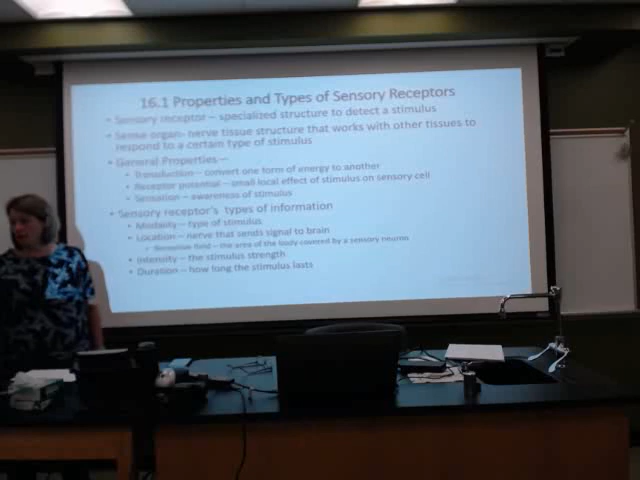 16.1 Properties and Types of Sensory Receptors
• Sensory receptor – specialized structure to detect a stimulus
• Sense organ- nerve tissue structure that works with other tissues to
respond to a certain type of stimulus
• General Properties –
• Transduction – convert one form of energy to another
• Receptor potential – small local effect of stimulus on sensory cell
• Sensation – awareness of stimulus
• Sensory receptor's types of information
• Modality – type of stimulus
• Location – nerve that sends signal to brain
• Receptive field – the area of the body covered by a sensory neuron
• Intensity – the stimulus strength
• Duration – how long the stimulus lasts